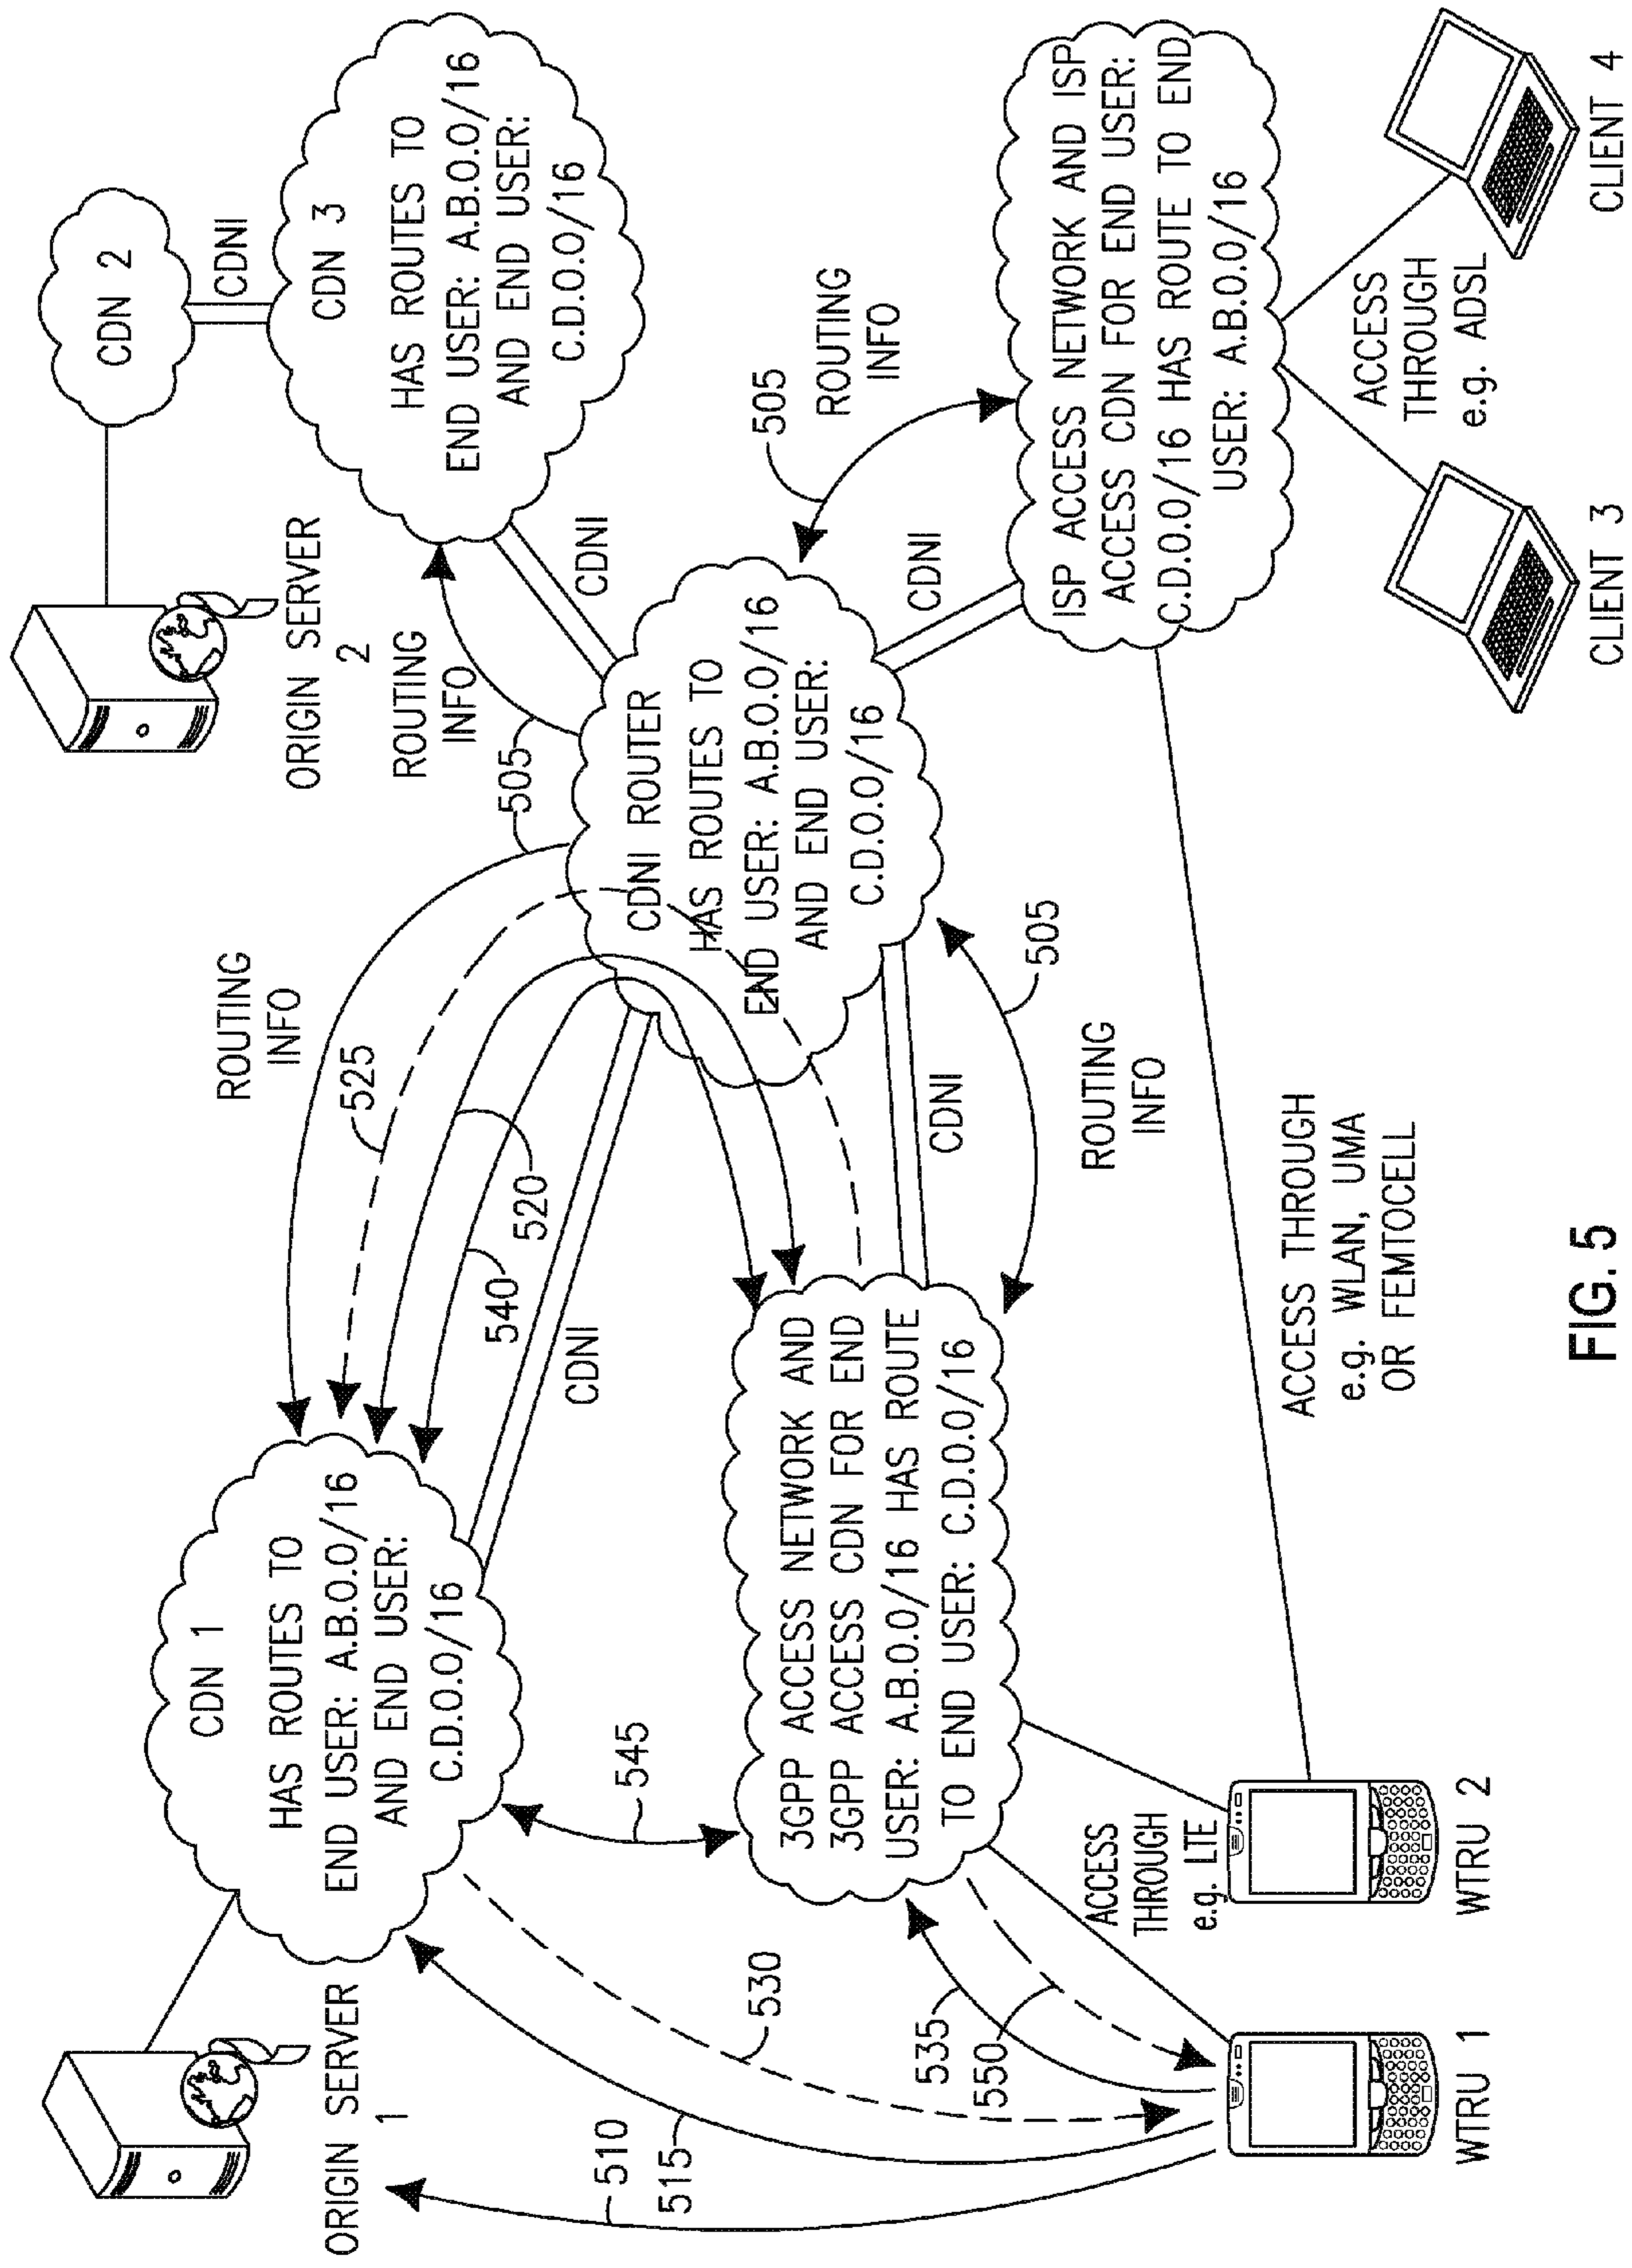 ORIGIN SERVER
1
CDN 1
HAS ROUTES TO
END USER: A.B.0.0/16
AND END USER:
C.D.0.0/16
ROUTING
INFO
525
505
520
540
CDNI
ORIGIN SERVER
2
CDN 2
CDNI
CDN 3
HAS ROUTES TO
END USER: A.B.0.0/16
AND END USER:
C.D.0.0/16
ROUTING
INFO
CDNI
CDNI ROUTER
HAS ROUTES TO
END USER: A.B.0.0/16
AND END USER:
C.D.0.0/16
505
ROUTING
INFO
CDNI
510
515
530
545
3GPP ACCESS NETWORK AND
3GPP ACCESS CDN FOR END
USER: A.B.0.0/16 HAS ROUTE
TO END USER: C.D.0.0/16
CDNI
505
ROUTING
INFO
ISP ACCESS NETWORK AND ISP
ACCESS CDN FOR END USER:
C.D.0.0/16 HAS ROUTE TO END
USER: A.B.0.0/16
535
550
ACCESS
THROUGH
e.g. LTE
ACCESS THROUGH
e.g. WLAN, UMA
OR FEMTOCELL
ACCESS
THROUGH
e.g. ADSL
WTRU 1
WTRU 2
CLIENT 3
CLIENT 4
FIG. 5